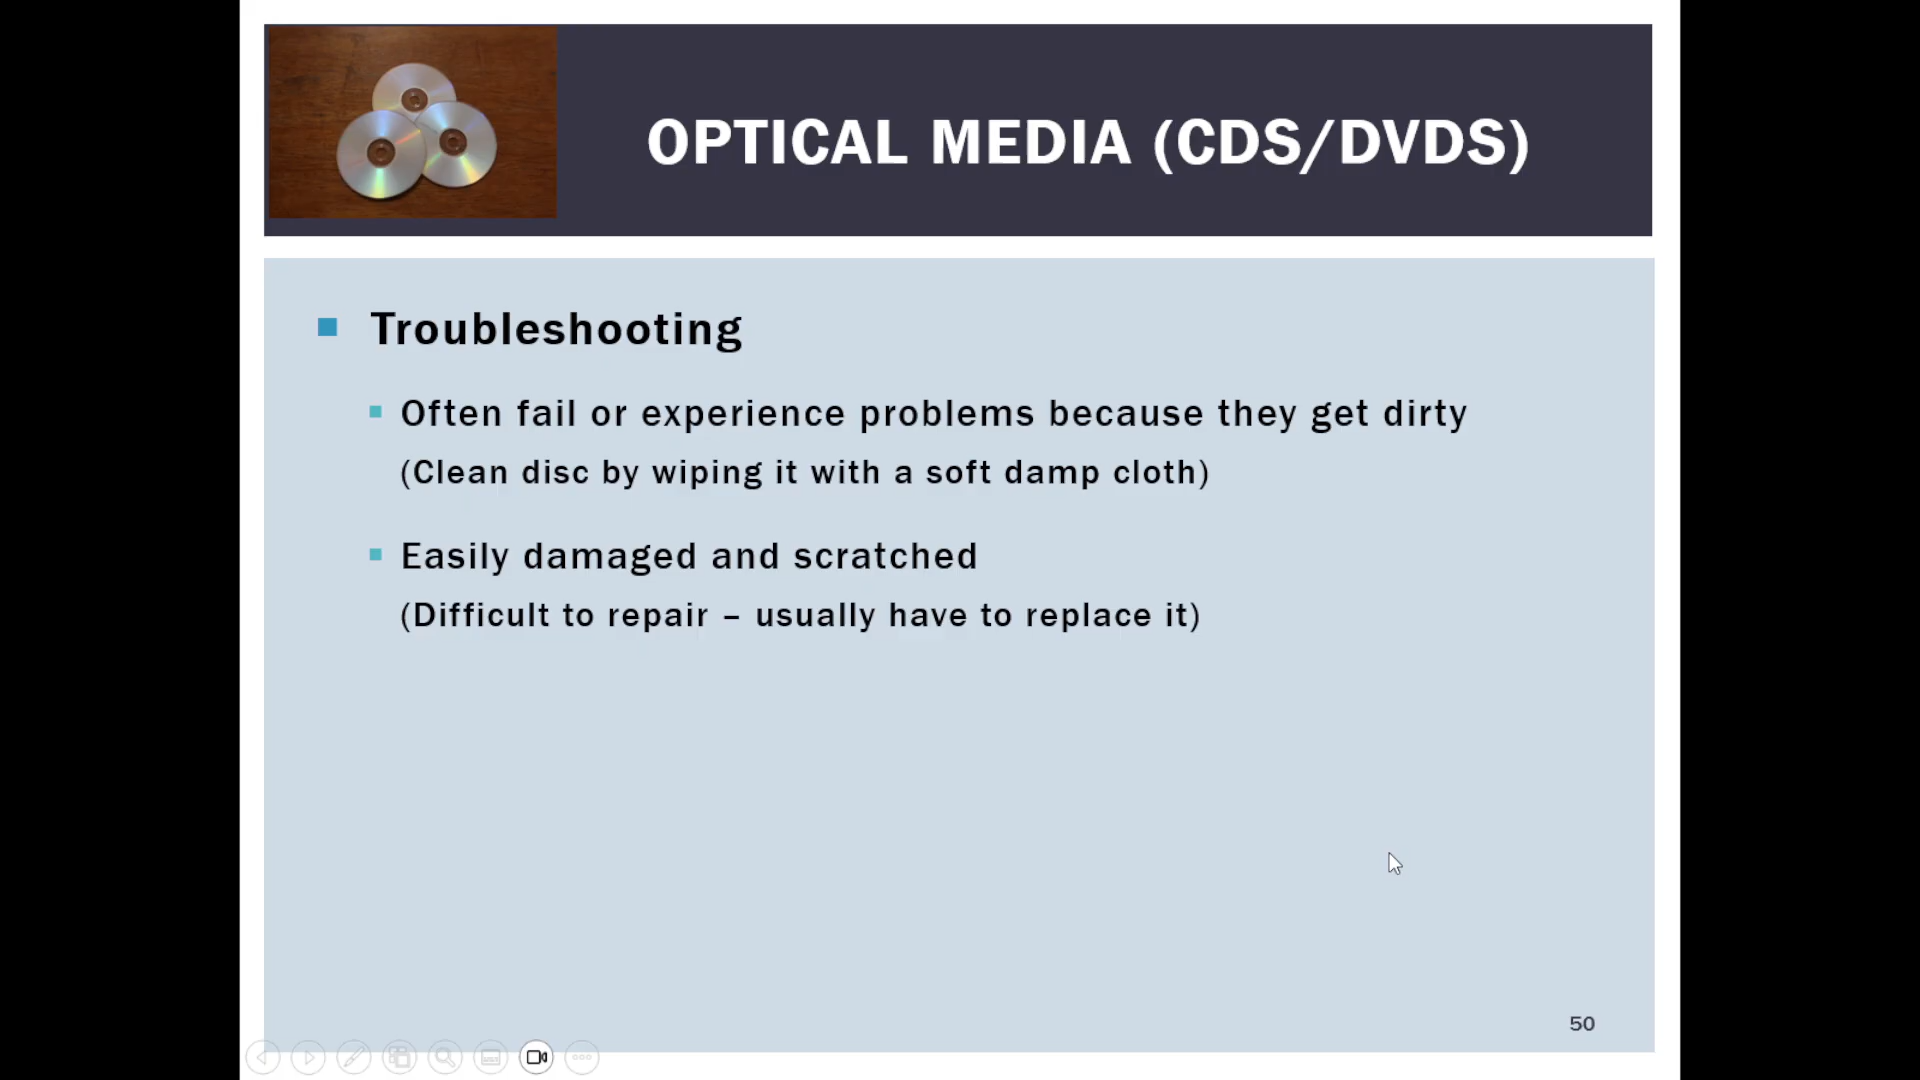 OPTICAL MEDIA (CDS/DVDS)
Troubleshooting
Often fail or experience problems because they get dirty
(Clean disc by wiping it with a soft damp cloth)
Easily damaged and scratched
(Difficult to repair – usually have to replace it)
50